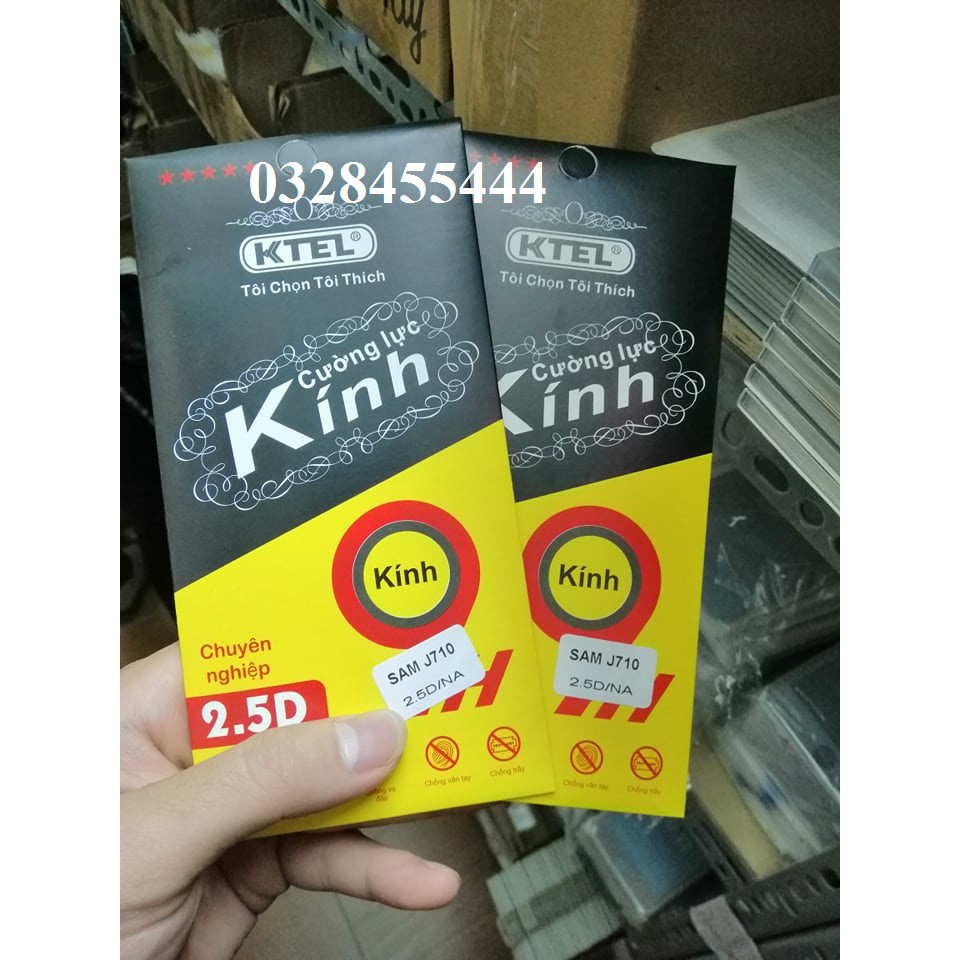 0328455444
KTEL®
Tôi Chọn Tôi Thích
Cường lực
Kính
Kính
Chuyên
nghiệp
2.5D
SAM J710
2.5D/NA
va
đập
Chống vân tay
Chống trầy
KTEL®
Tôi Chọn Tôi Thích
Cường lực
Kính
Kính
SAM J710
2.5D/NA
Chống vân tay
Chống trầy